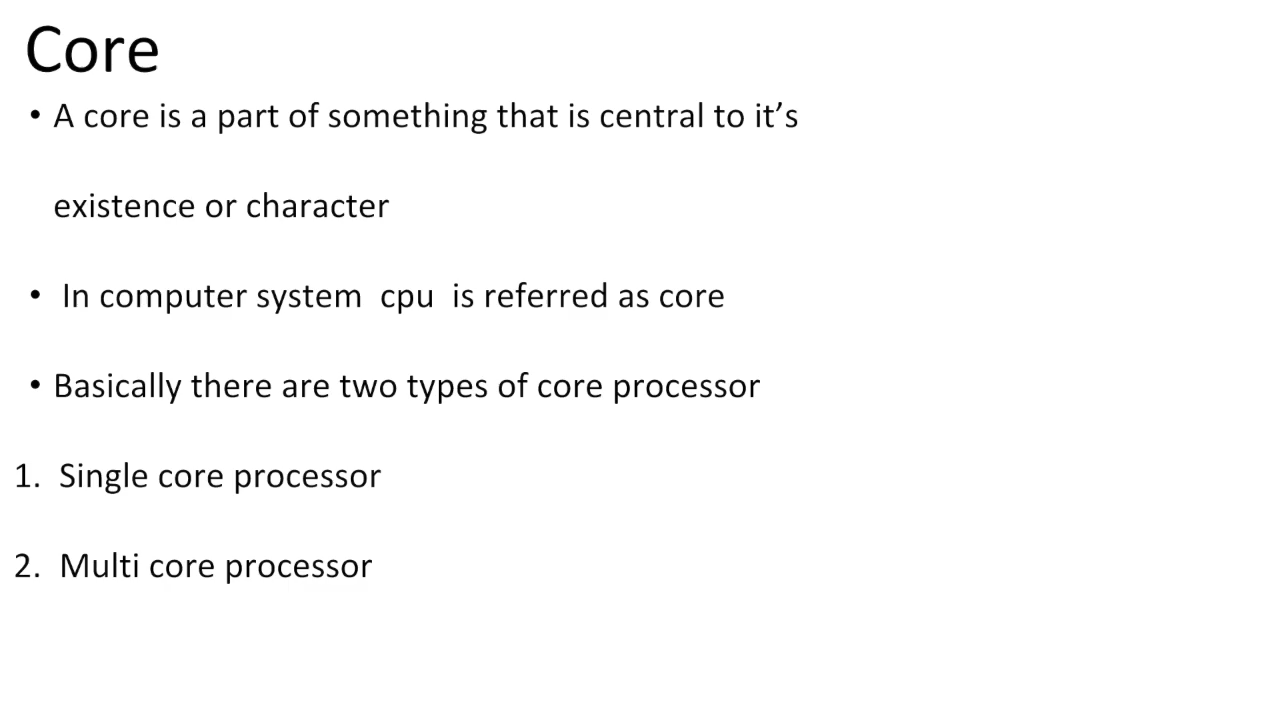 Core
• A core is a part of something that is central to it’s
existence or character
• In computer system cpu is referred as core
• Basically there are two types of core processor
1. Single core processor
2. Multi core processor